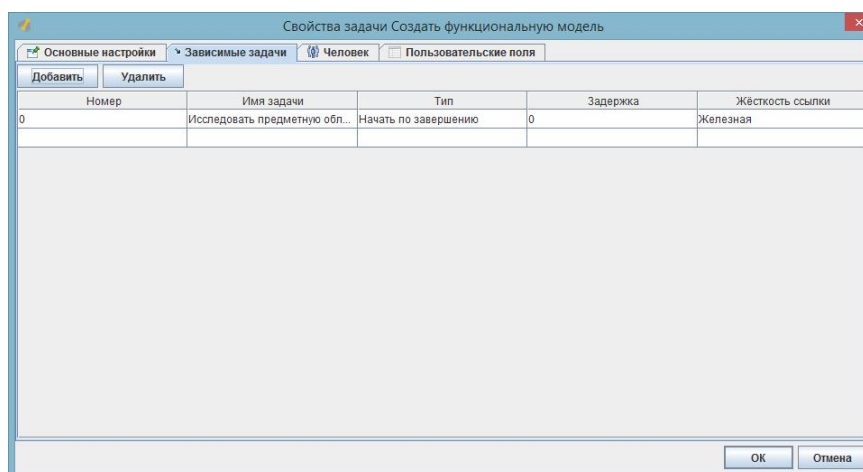 Свойства задачи Создать функциональную модель
Основные настройки Зависимые задачи Человек Пользовательские поля
Добавить Удалить
Номер Имя задачи Тип Задержка Жёсткость ссылки
0 Исследовать предметную обл... Начать по завершению 0 Железная
ОК Отмена